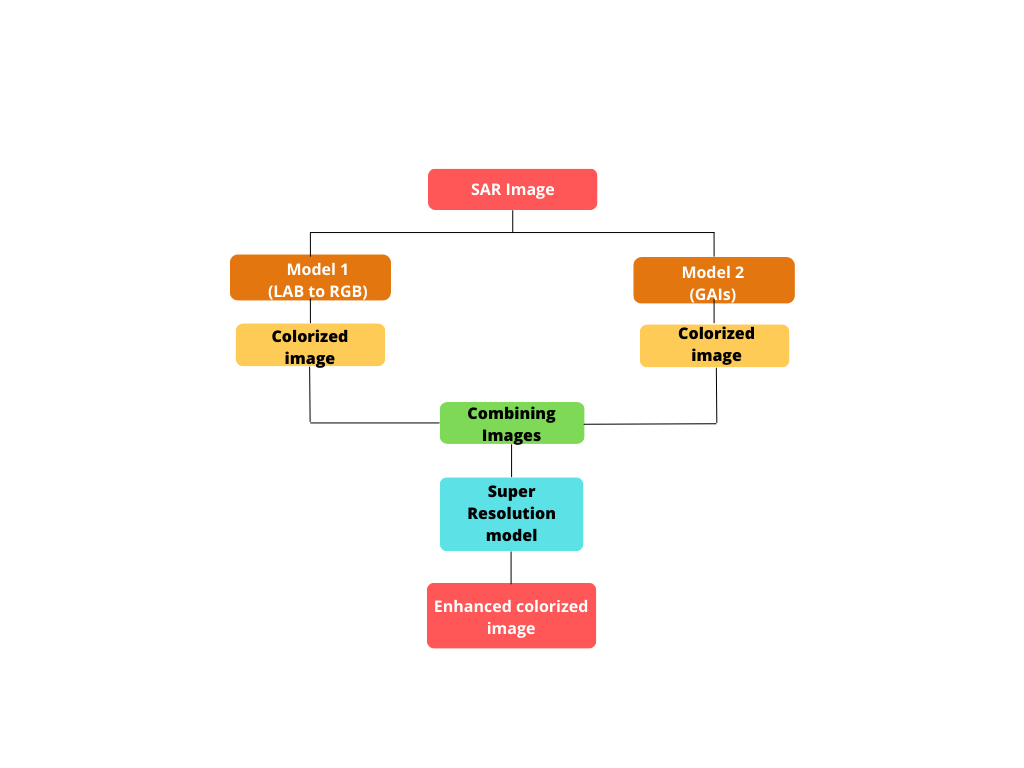 SAR Image
Model 1
(LAB to RGB)
Model 2
(GAIs)
Colorized
image
Colorized
image
Combining
Images
Super
Resolution
model
Enhanced colorized
image